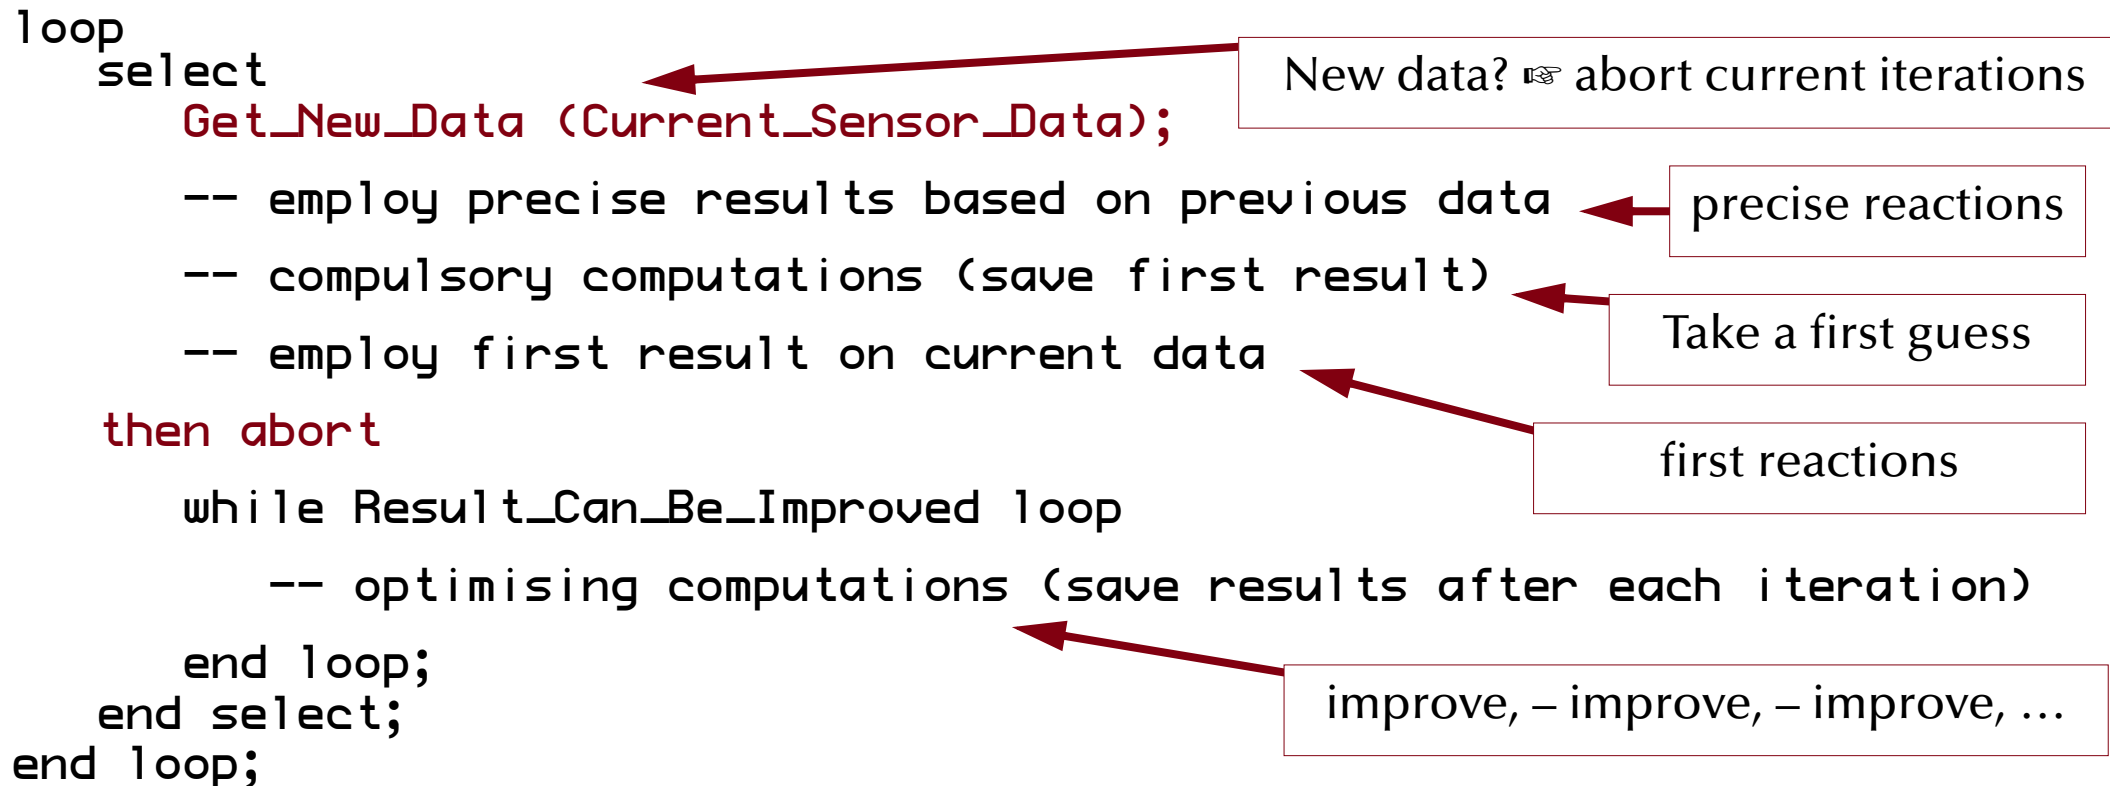 loop
select
New data? ☞ abort current iterations
Get_New_Data (Current_Sensor_Data);
-- employ precise results based on previous data
precise reactions
-- compulsory computations (save first result)
Take a first guess
-- employ first result on current data
then abort
first reactions
while Result_Can_Be_Improved loop
-- optimising computations (save results after each iteration)
end loop;
improve, – improve, – improve, …
end select;
end loop;